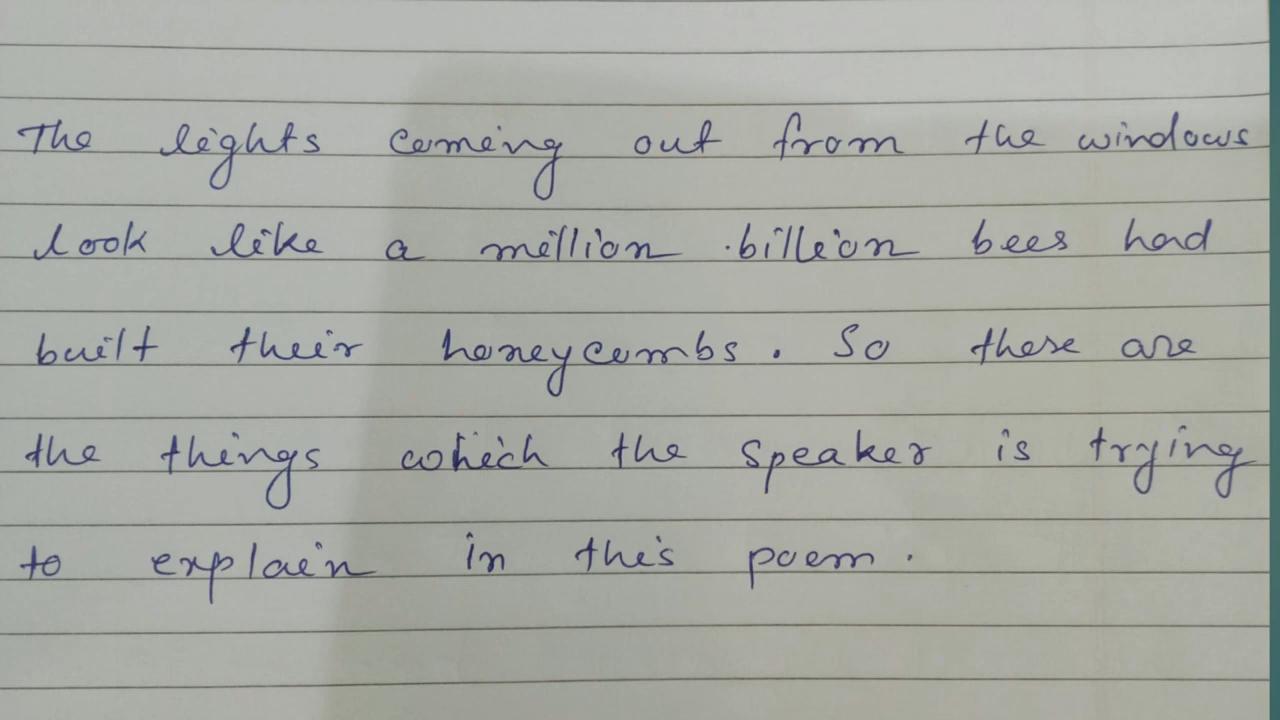 The lights coming out from the windows
look like a million billion bees had
built their honeycombs. So these are
the things which the speaker is trying
to explain in this poem.